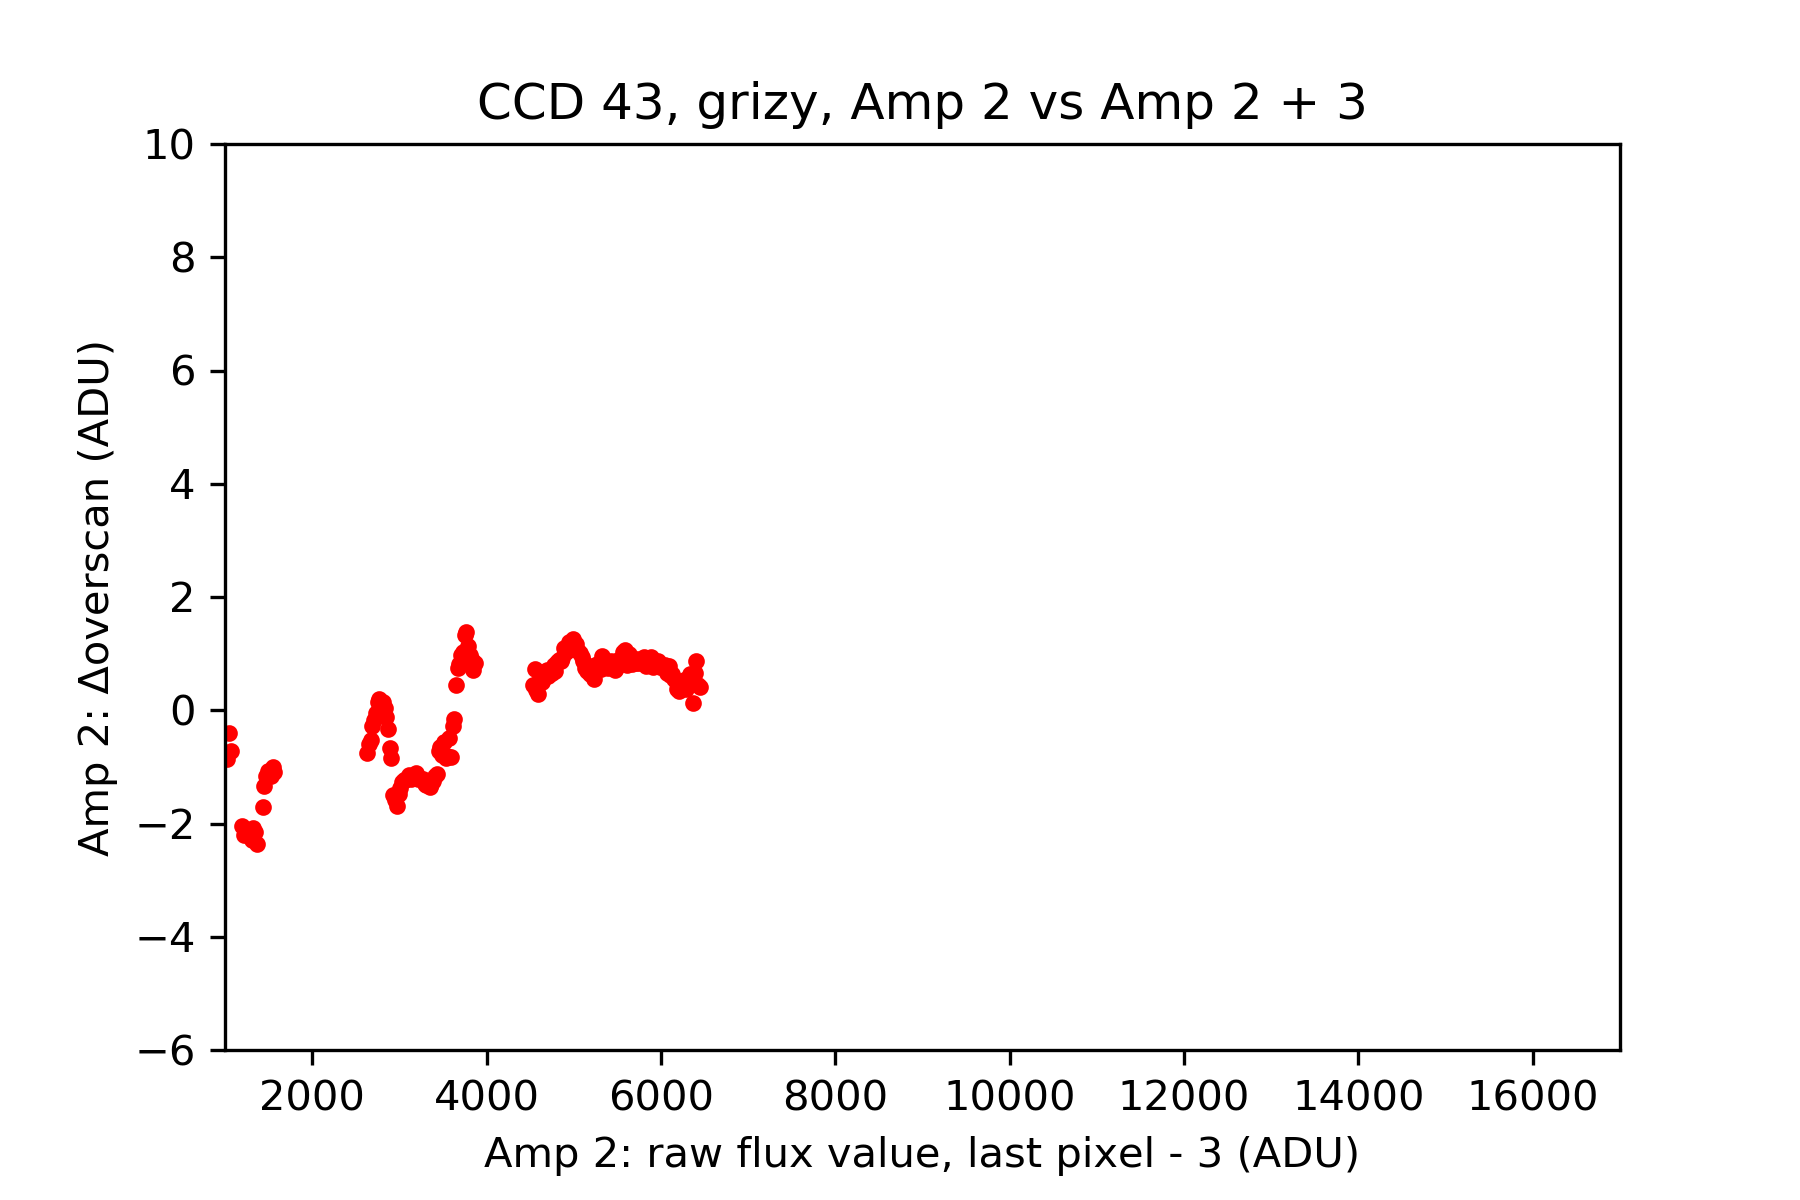 CCD 43, grizy, Amp 2 vs Amp 2 + 3
10
8
6
4
2
0
−2
−4
−6
Amp 2: Δoverscan (ADU)
2000 4000 6000 8000 10000 12000 14000 16000
Amp 2: raw flux value, last pixel - 3 (ADU)